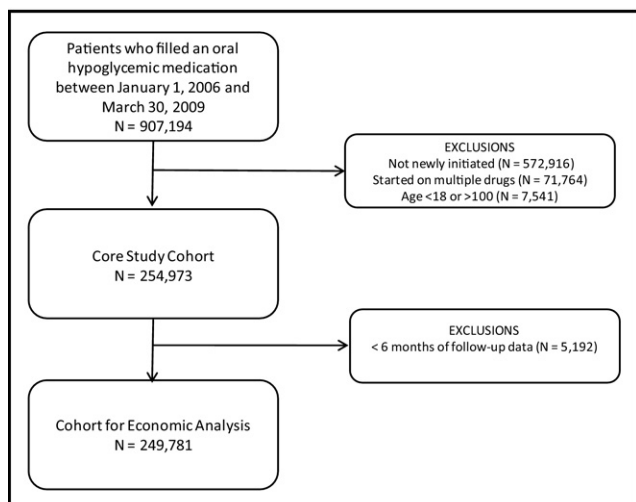 Patients who filled an oral
hypoglycemic medication
between January 1, 2006 and
March 30, 2009
N = 907,194
EXCLUSIONS
Not newly initiated (N = 572,916)
Started on multiple drugs (N = 71,764)
Age <18 or >100 (N = 7,541)
Core Study Cohort
N = 254,973
EXCLUSIONS
< 6 months of follow-up data (N = 5,192)
Cohort for Economic Analysis
N = 249,781